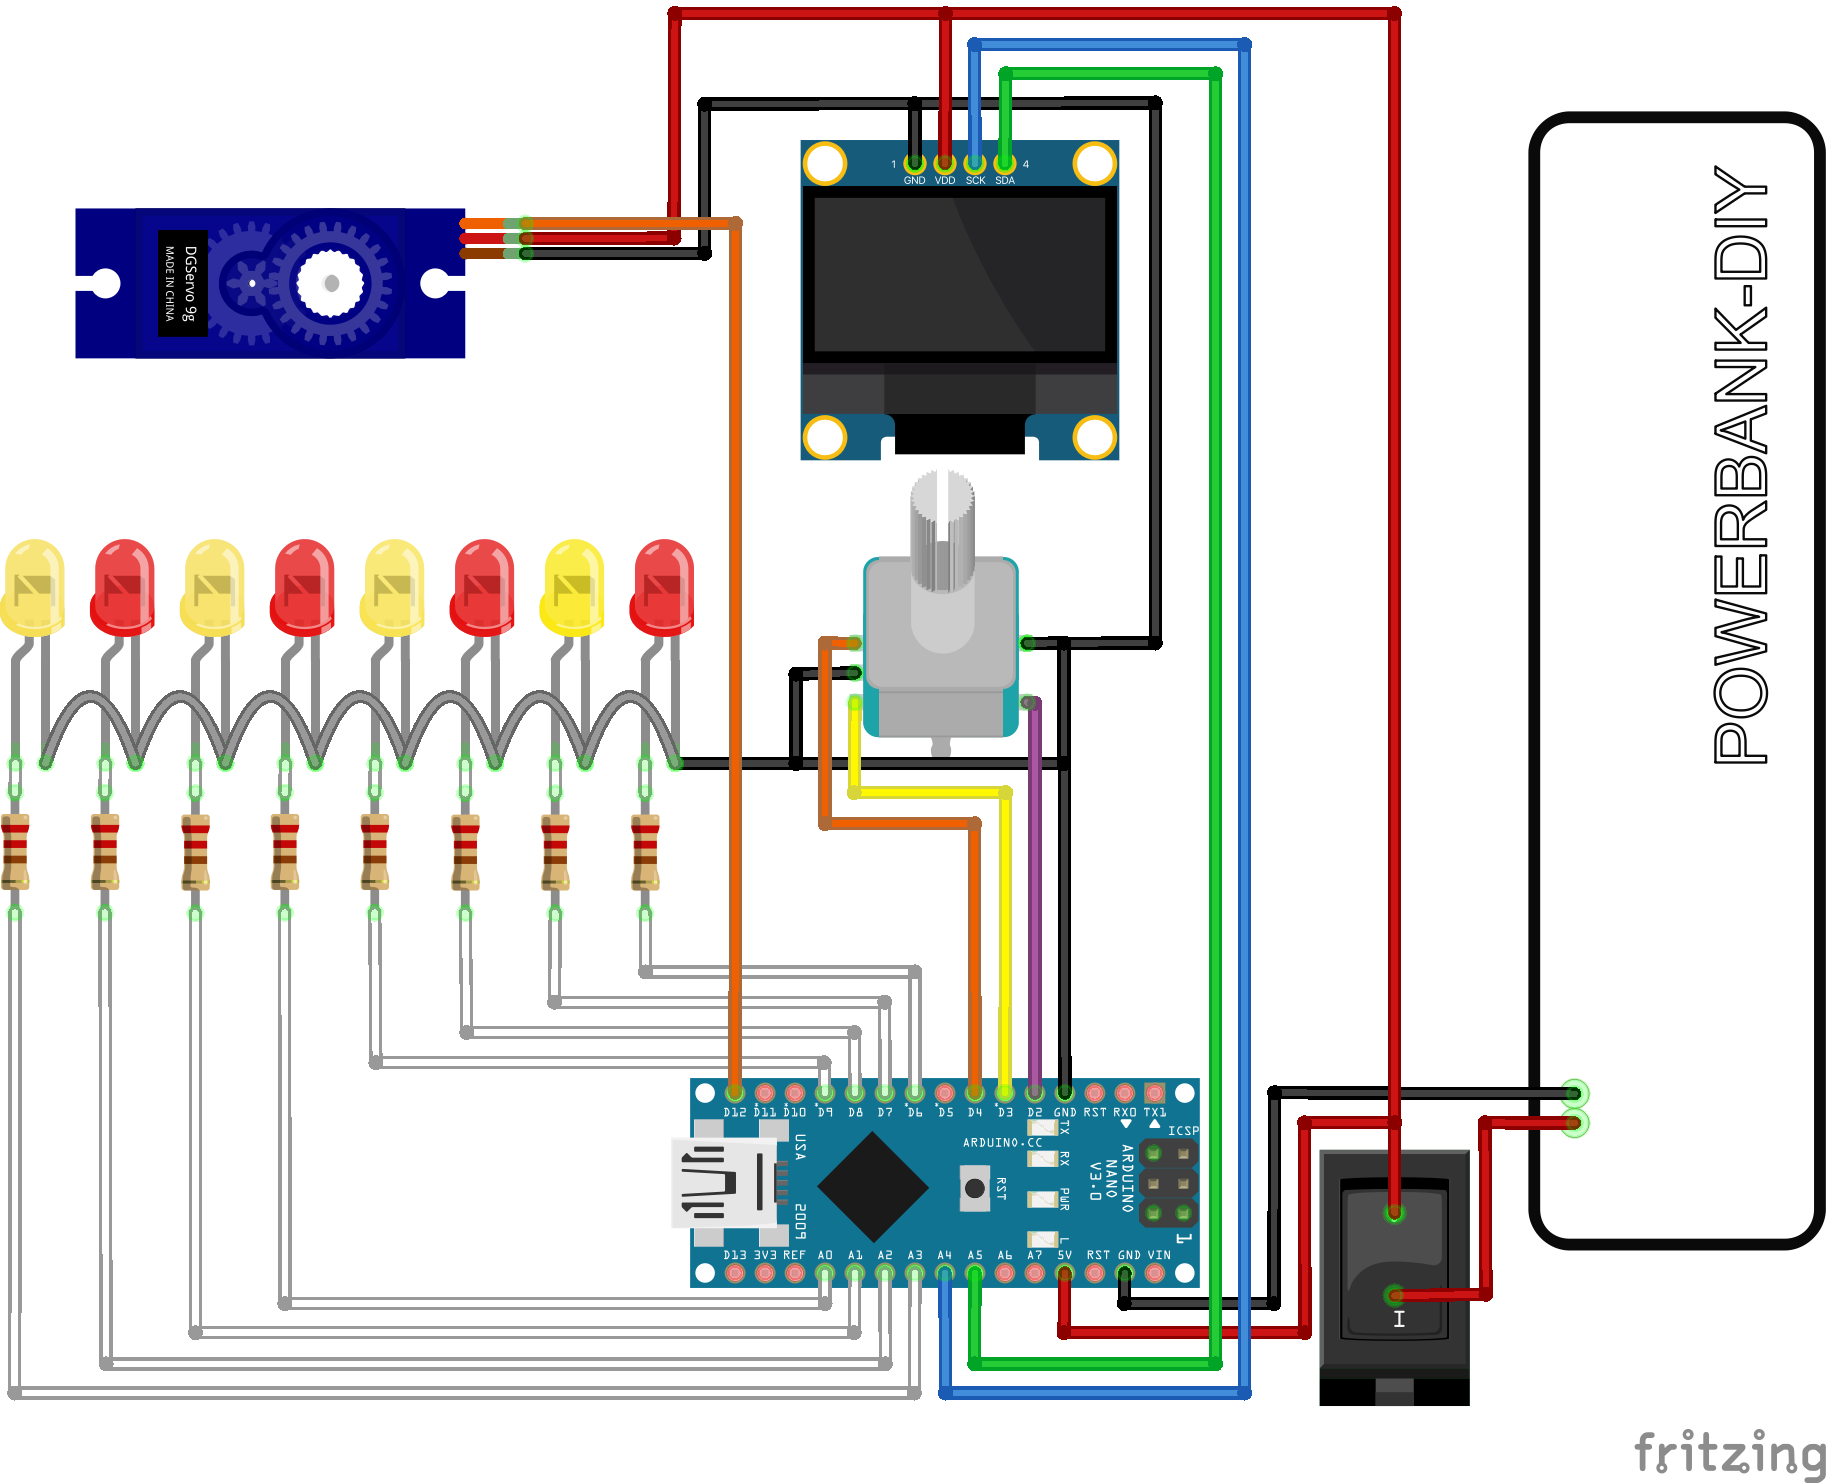 1
4
GND VDD SCK SDA
DGServo 9g
MADE IN CHINA
POWERBANK-DIY
D12 D11 D10 D9 D8 D7 D6 D5 D4 D3 D2 GND RST RX0 TX1
ICSP
ARDUINO.CC
USA
TX
RX
PWR
L
RST
ARDUINO
NANO
V3.0
2009
1
D13 3V3 REF A0 A1 A2 A3 A4 A5 A6 A7 5V RST GND VIN
I
fritzing